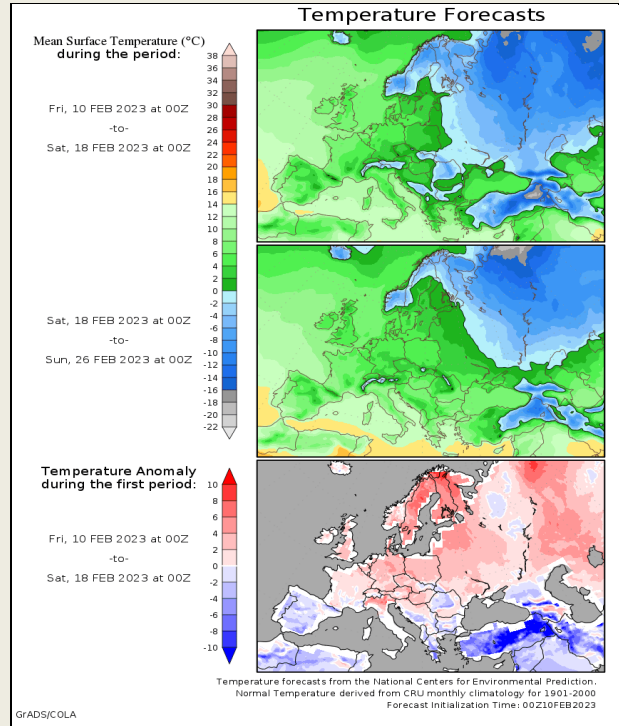 Temperature Forecasts
Mean Surface Temperature (°C)
during the period:
Fri, 10 FEB 2023 at 00Z
-to-
Sat, 18 FEB 2023 at 00Z
38
36
34
32
30
28
26
24
22
20
18
16
14
12
10
8
6
4
2
0
-2
-4
-6
-8
-10
-12
-14
-16
-18
-20
-22
Sat, 18 FEB 2023 at 00Z
-to-
Sun, 26 FEB 2023 at 00Z
Temperature Anomaly
during the first period:
Fri, 10 FEB 2023 at 00Z
-to-
Sat, 18 FEB 2023 at 00Z
10
8
6
4
2
0
-2
-4
-6
-8
-10
Temperature forecasts from the National Centers for Environmental Prediction.
Normal Temperature derived from CRU monthly climatology for 1901-2000
Forecast Initialization Time: 00Z10FEB2023
GrADS/COLA